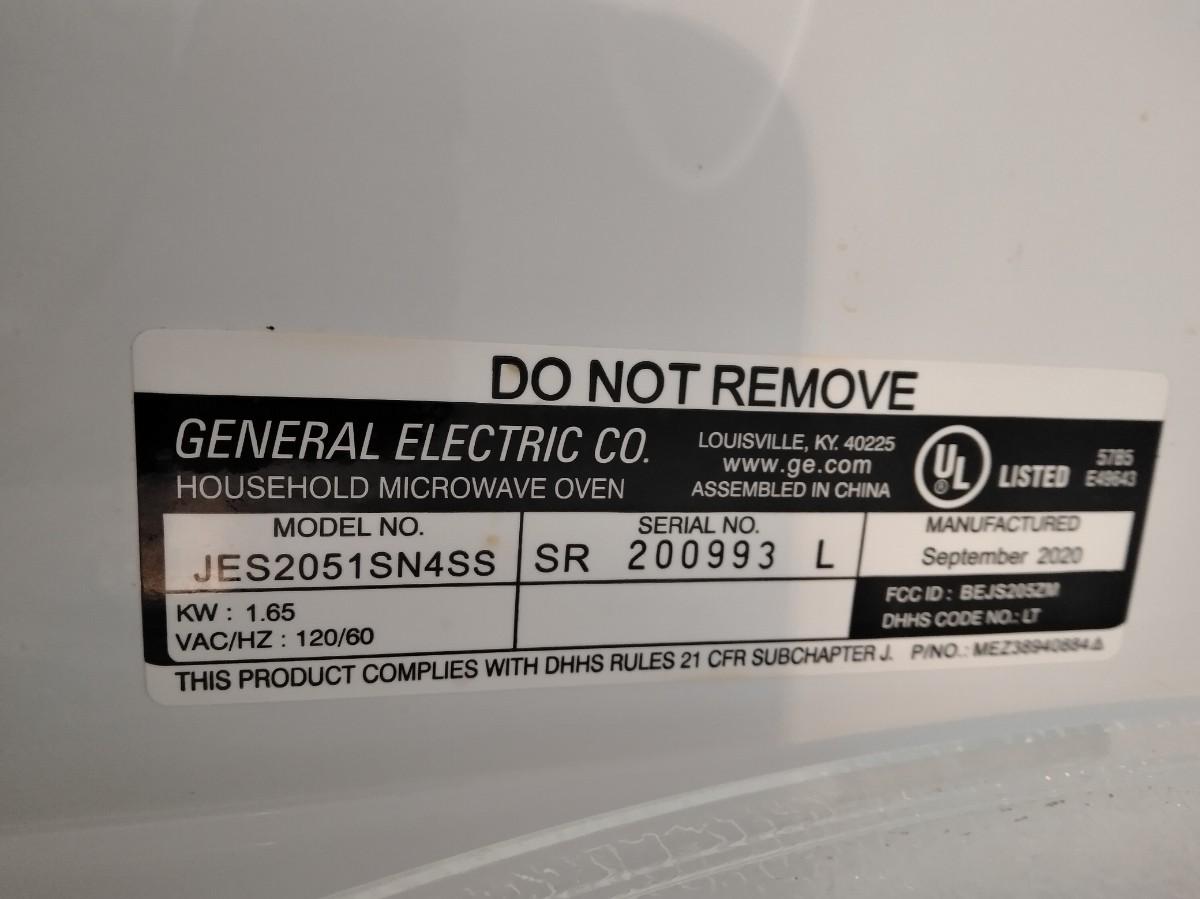 DO NOT REMOVE
GENERAL ELECTRIC CO.
HOUSEHOLD MICROWAVE OVEN
LOUISVILLE, KY. 40225
www.ge.com
ASSEMBLED IN CHINA
UL
®
LISTED
57B5
E49643
MODEL NO.
JES2051SN4SS
SERIAL NO.
SR 200993 L
MANUFACTURED
September 2020
KW : 1.65
VAC/HZ : 120/60
FCC ID : BEJS205ZM
DHHS CODE NO.: LT
THIS PRODUCT COMPLIES WITH DHHS RULES 21 CFR SUBCHAPTER J. P/NO.: MEZ38940884